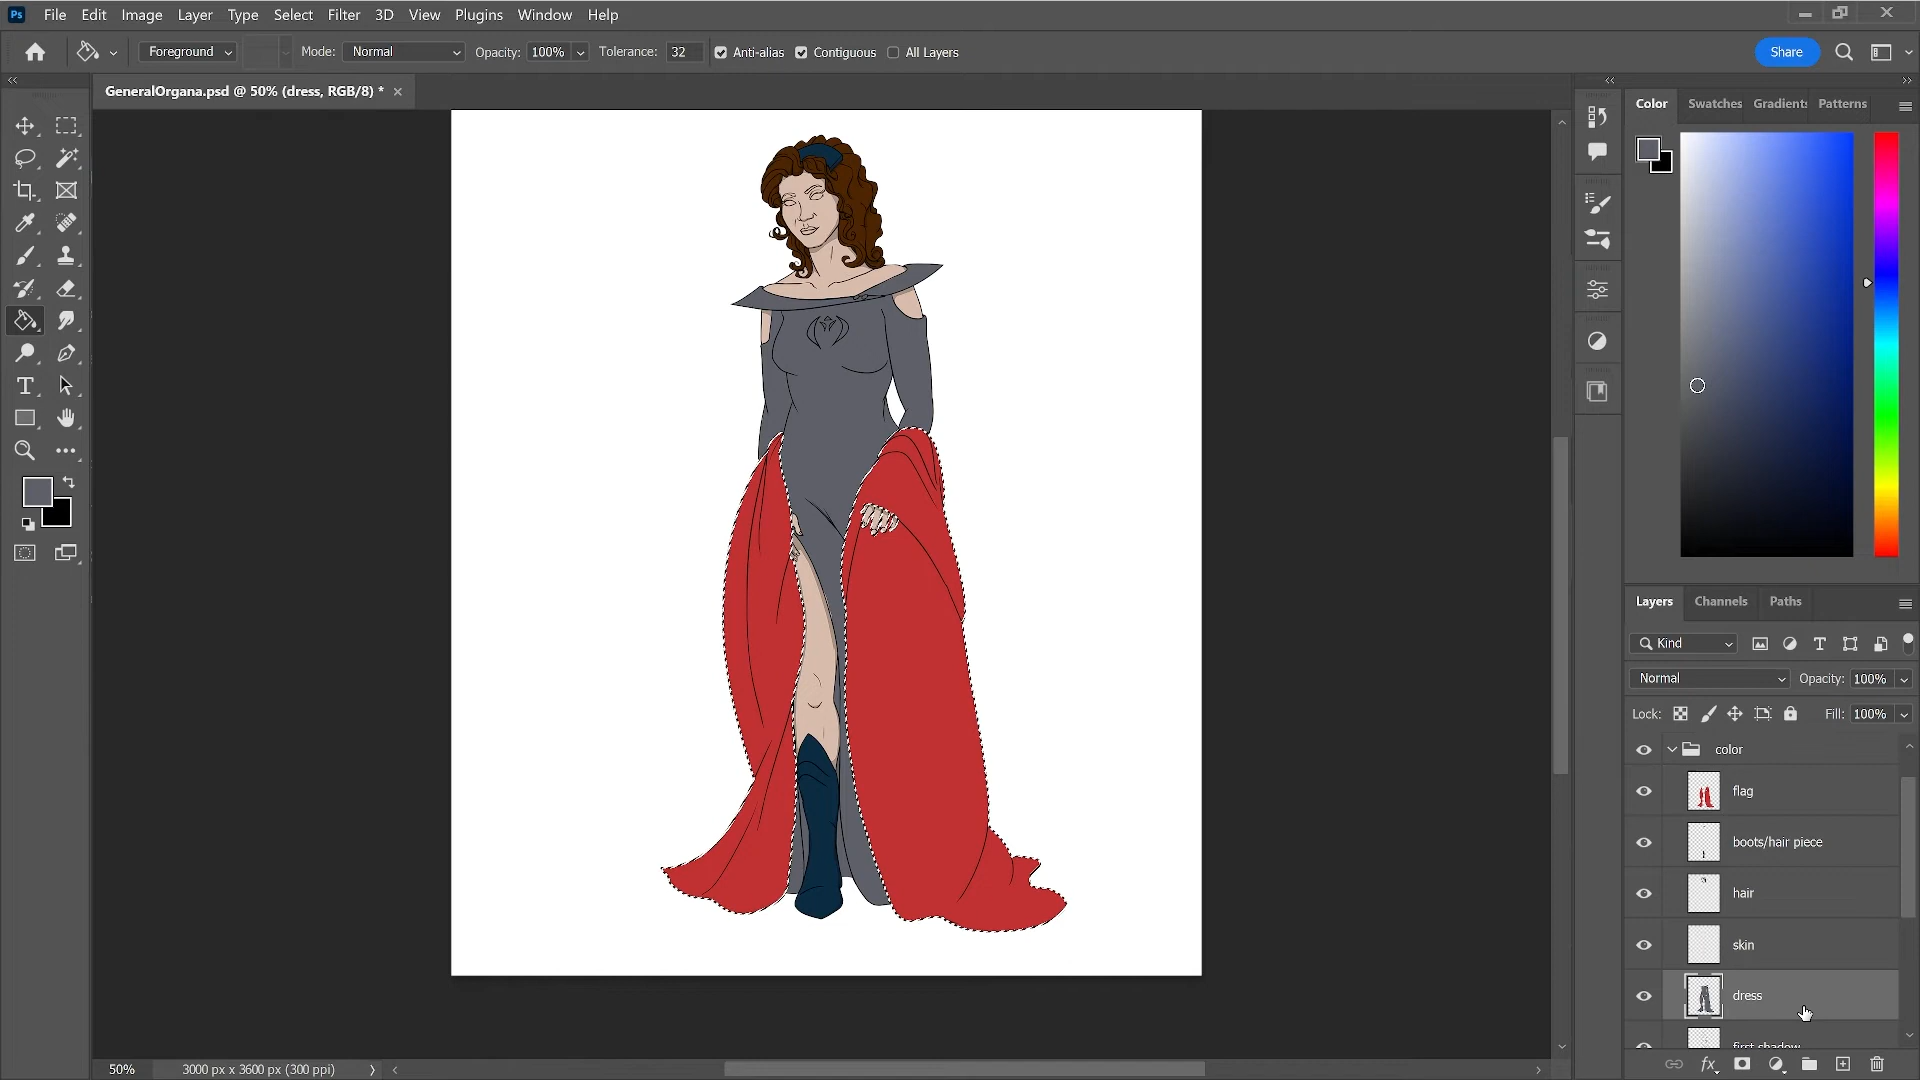 Ps File Edit Image Layer Type Select Filter 3D View Plugins Window Help
Foreground Mode: Normal Opacity: 100% Tolerance: 32 Anti-alias Contiguous All Layers Share
GeneralOrgana.psd @ 50% (dress, RGB/8) *
Color Swatches Gradients Patterns
Layers Channels Paths
Kind
Normal Opacity: 100%
Lock: Fill: 100%
color
flag
boots/hair piece
hair
skin
dress
first shadow
50% 3000 px x 3600 px (300 ppi)